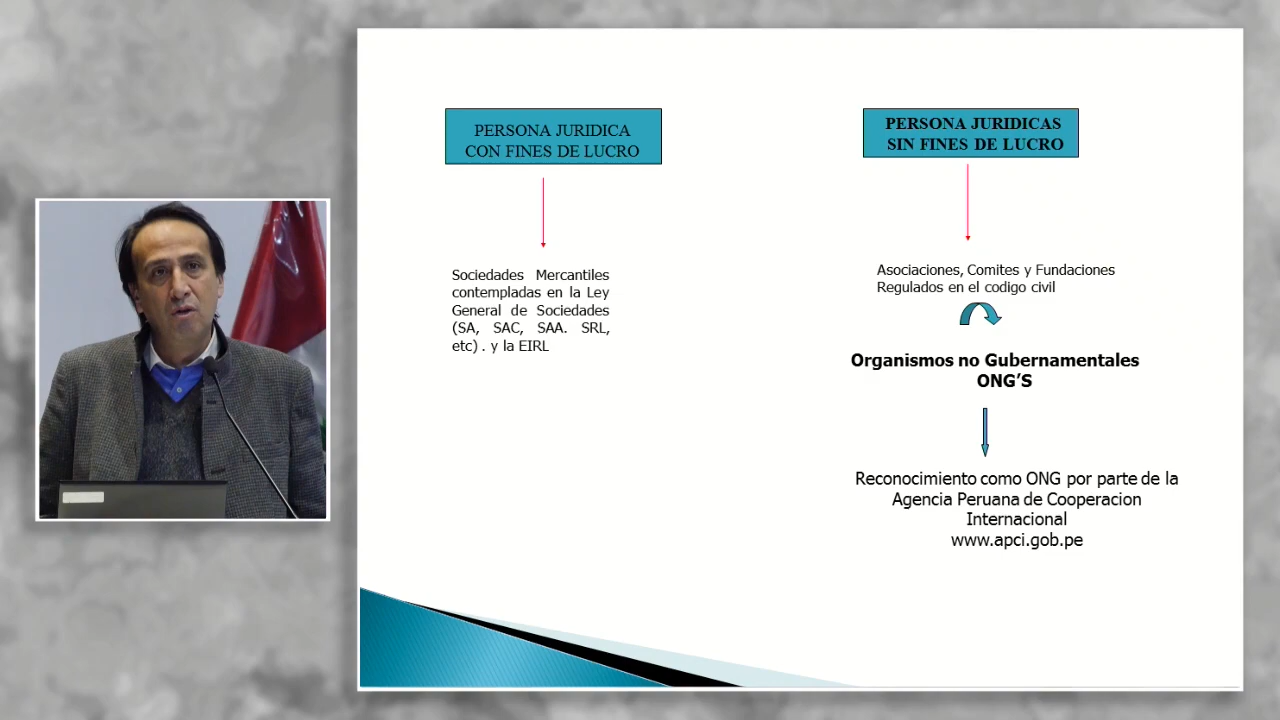 PERSONA JURIDICA
CON FINES DE LUCRO
Sociedades Mercantiles
contempladas en la Ley
General de Sociedades
(SA, SAC, SAA. SRL,
etc) . y la EIRL
PERSONA JURIDICAS
SIN FINES DE LUCRO
Asociaciones, Comites y Fundaciones
Regulados en el codigo civil
Organismos no Gubernamentales
ONG’S
Reconocimiento como ONG por parte de la
Agencia Peruana de Cooperacion
Internacional
www.apci.gob.pe